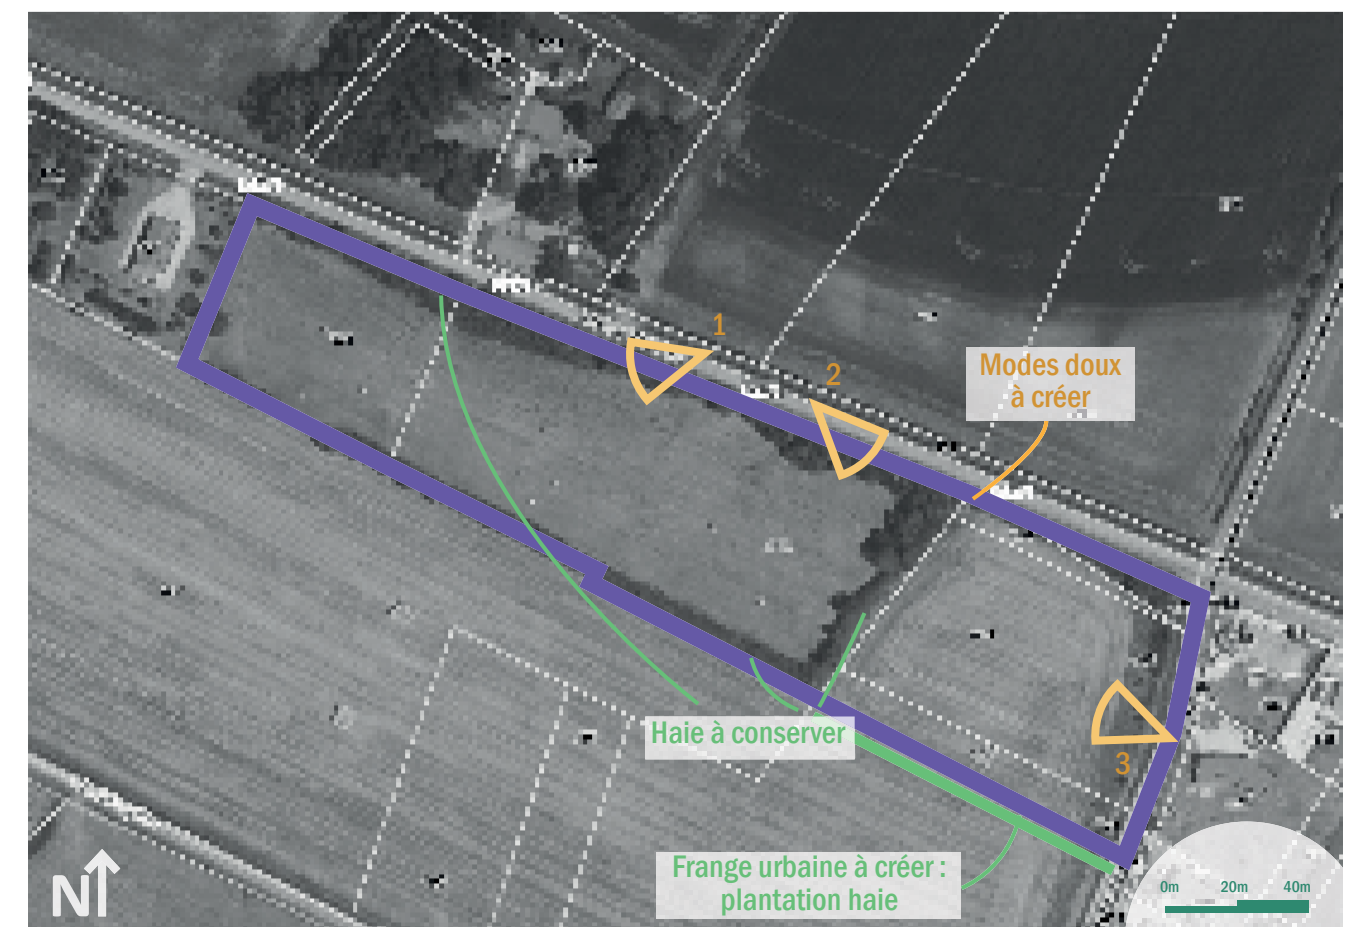 1
2
Modes doux
à créer
Haie à conserver
3
Frange urbaine à créer :
plantation haie
N
0m 20m 40m